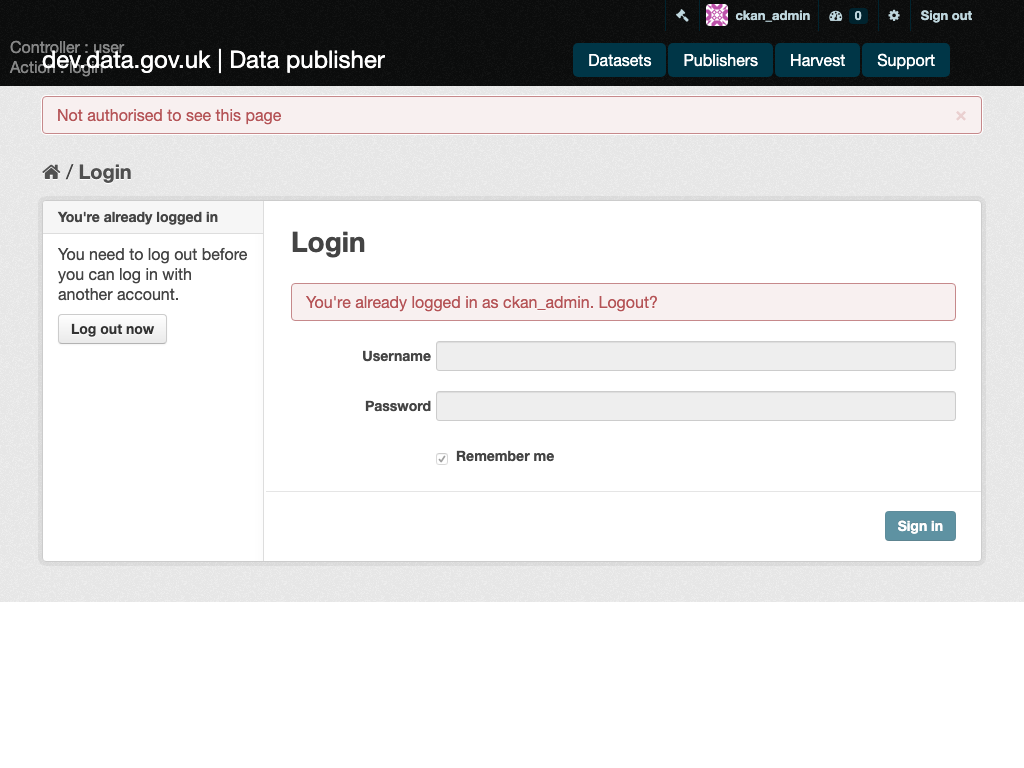 ckan_admin 0 Sign out
Controller : user
Action : login
dev.data.gov.uk | Data publisher
Datasets Publishers Harvest Support
Not authorised to see this page ×
/ Login
You're already logged in
You need to log out before
you can log in with
another account.
Log out now
Login
You're already logged in as ckan_admin. Logout?
Username
Password
Remember me
Sign in